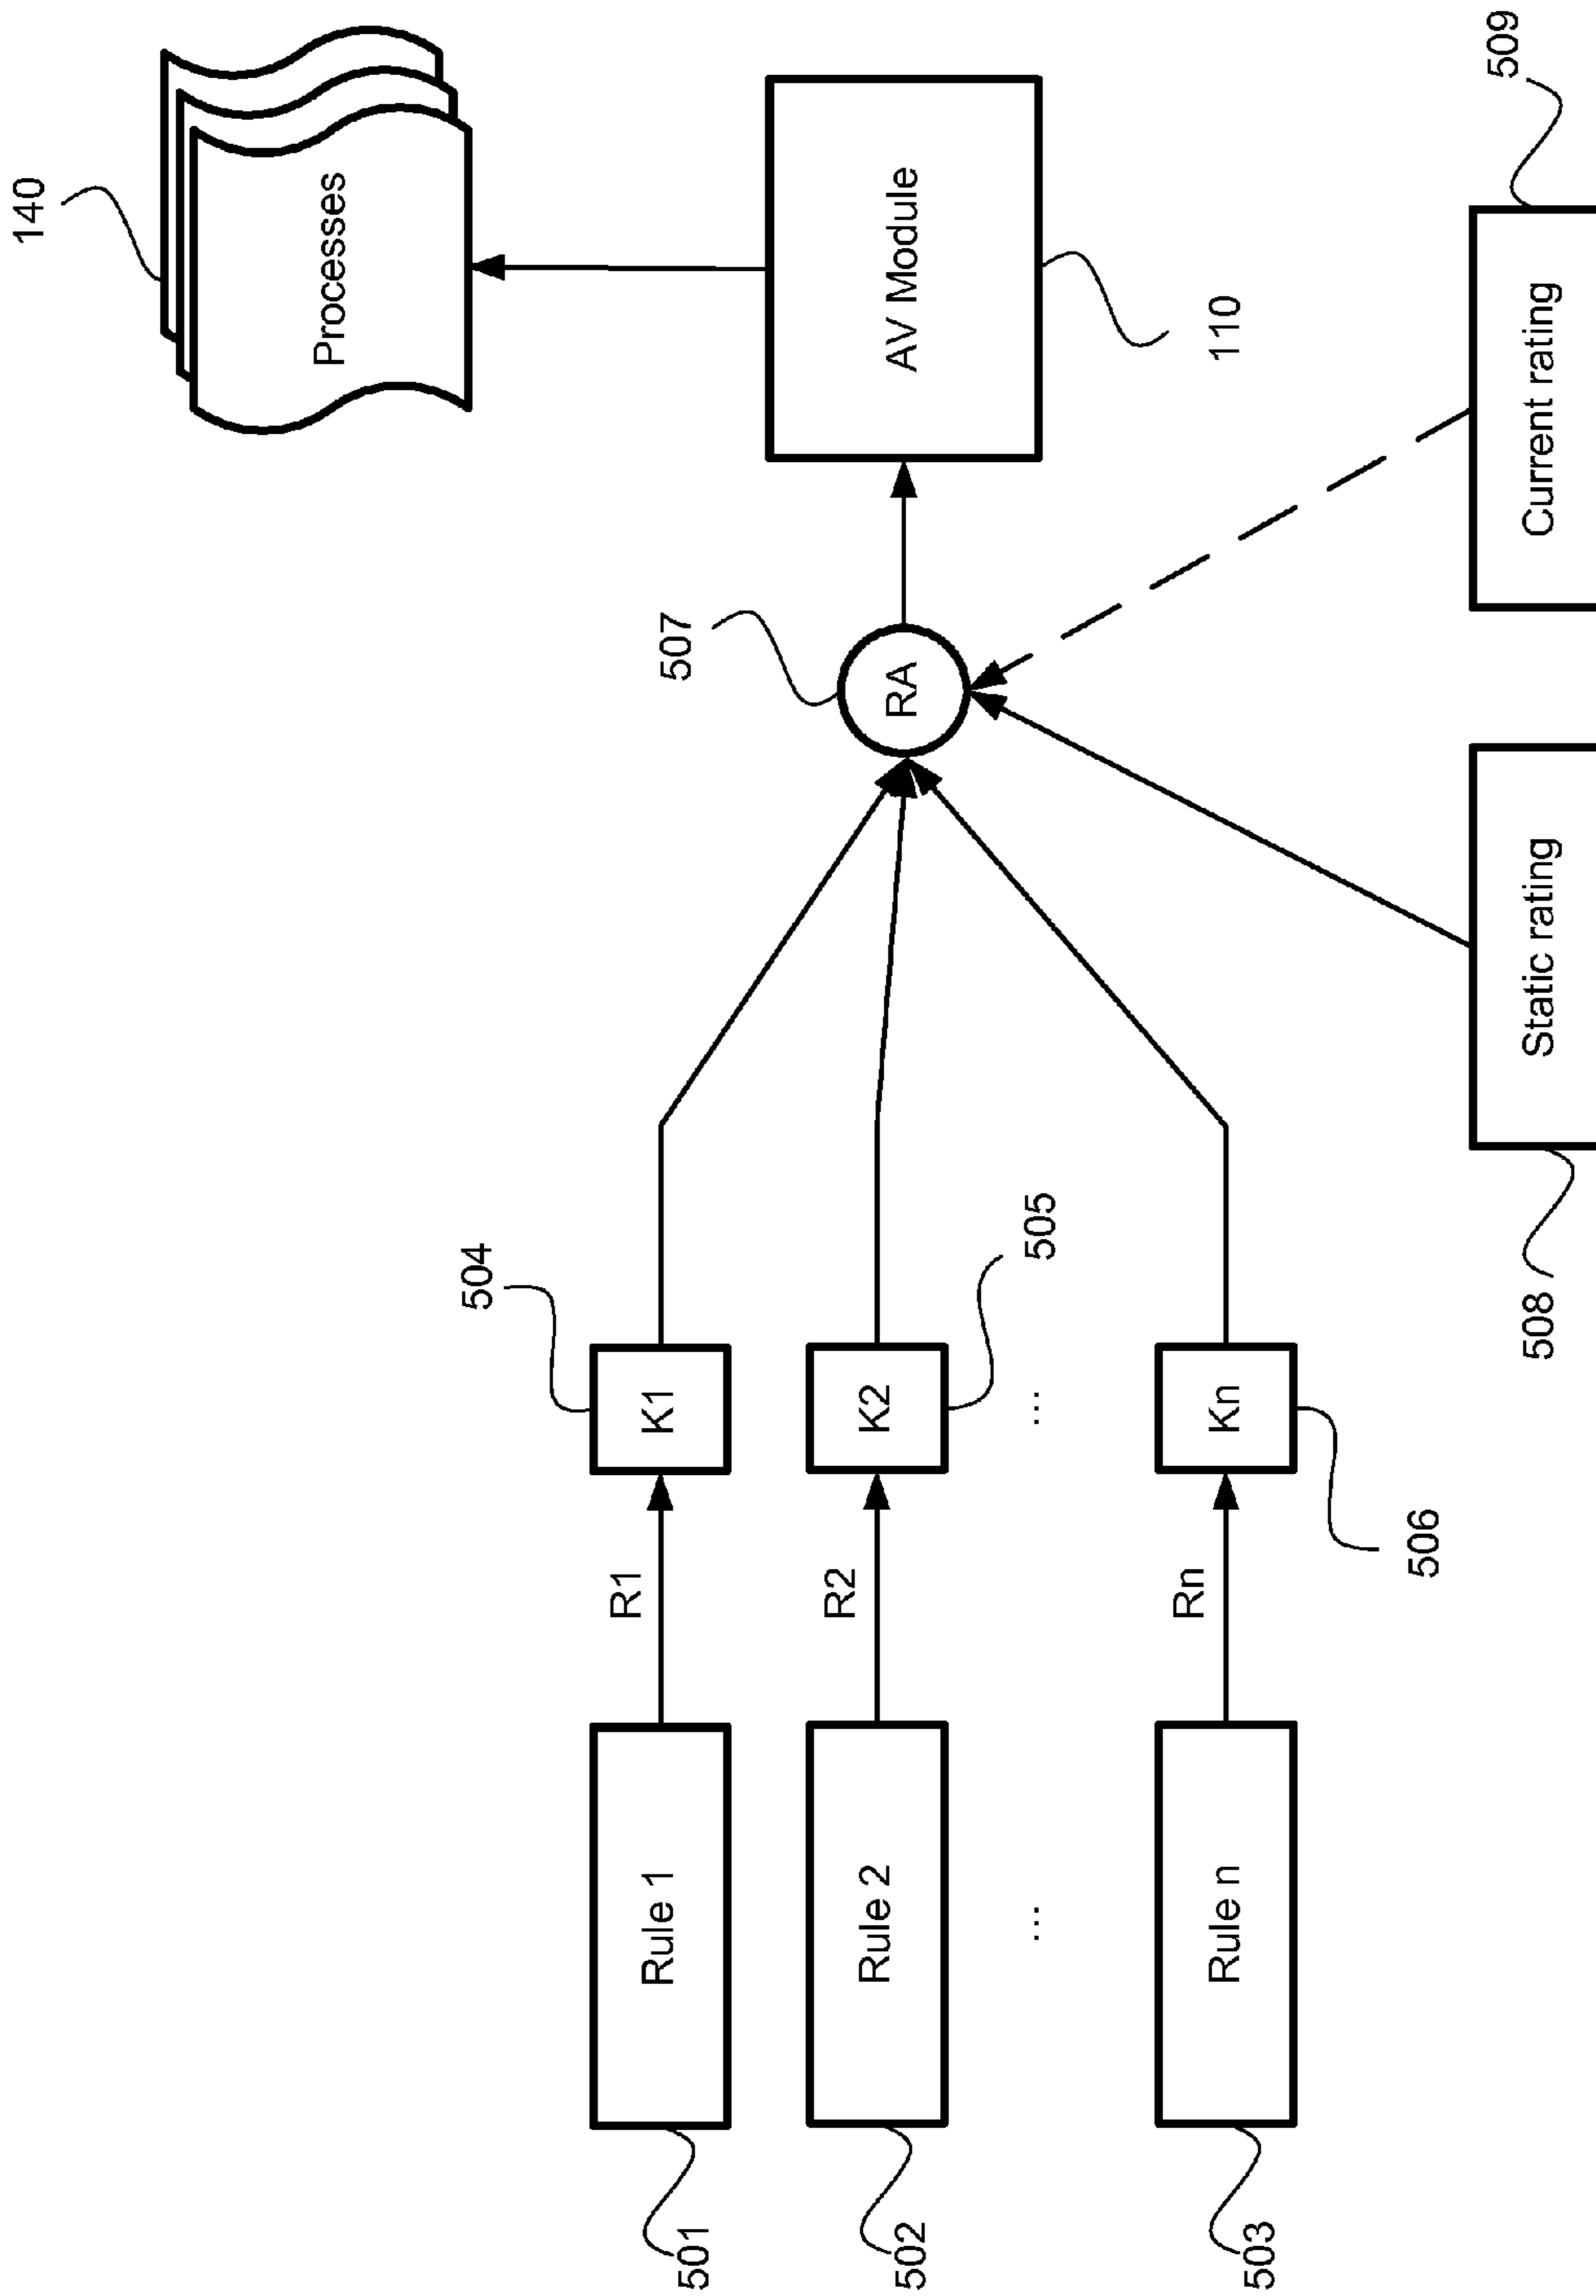 140
Processes
509
AV Module
110
Current rating
507
RA
Static rating
508
504
K1
505
K2
...
Kn
506
R1
R2
Rn
Rule 1
Rule 2
...
Rule n
501
502
503